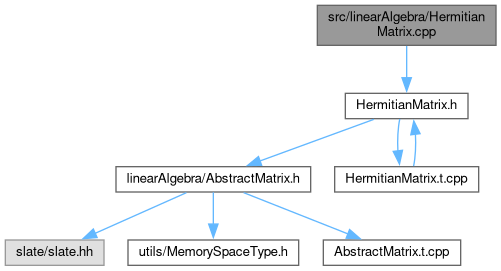 src/linearAlgebra/Hermitian
Matrix.cpp
HermitianMatrix.h
linearAlgebra/AbstractMatrix.h
HermitianMatrix.t.cpp
slate/slate.hh
utils/MemorySpaceType.h
AbstractMatrix.t.cpp